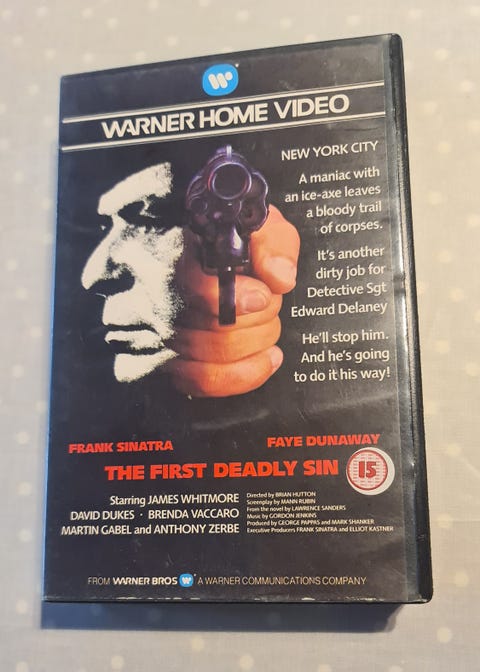 WARNER HOME VIDEO
NEW YORK CITY
A maniac with
an ice-axe leaves
a bloody trail
of corpses.
It's another
dirty job for
Detective Sgt
Edward Delaney
He'll stop him.
And he's going
to do it his way!
FRANK SINATRA
FAYE DUNAWAY
THE FIRST DEADLY SIN
15
Starring JAMES WHITMORE
DAVID DUKES · BRENDA VACCARO
MARTIN GABEL and ANTHONY ZERBE
Directed by BRIAN HUTTON
Screenplay by MANN RUBIN
From the novel by LAWRENCE SANDERS
Music by GORDON JENKINS
Produced by GEORGE PAPPAS and MARK SHANKER
Executive Producers FRANK SINATRA and ELLIOT KASTNER
FROM WARNER BROS A WARNER COMMUNICATIONS COMPANY